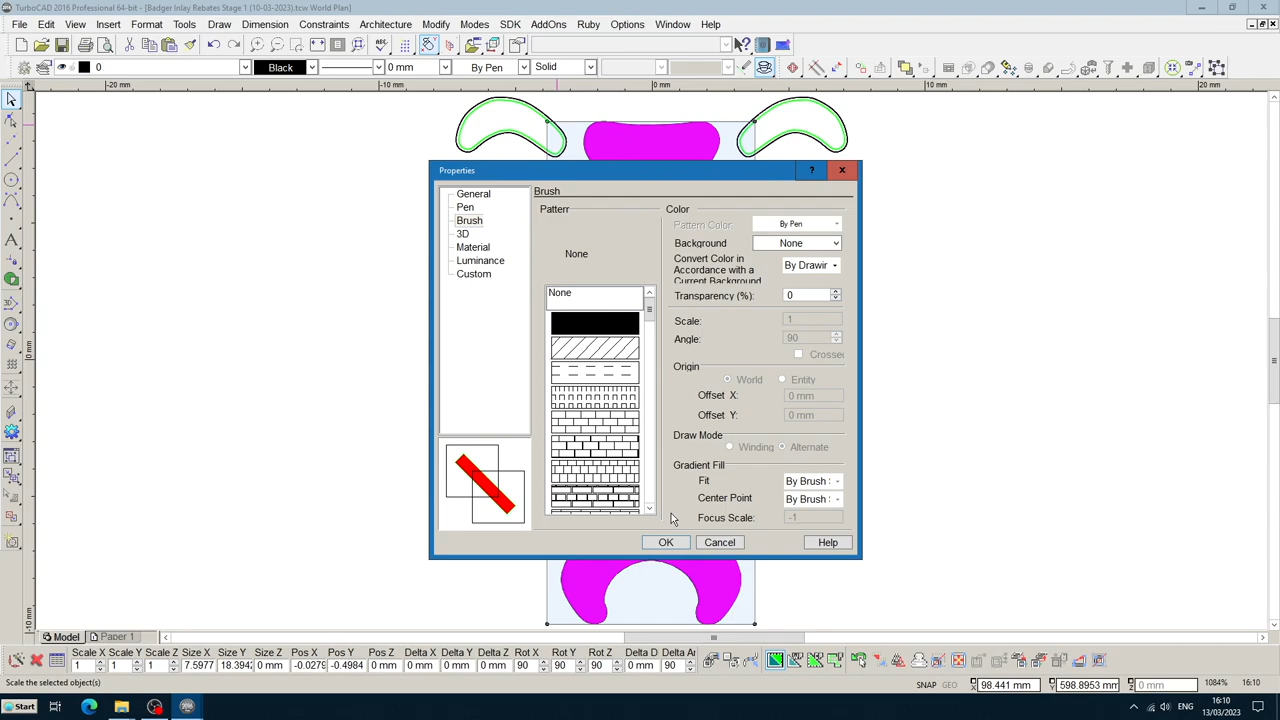 TurboCAD 2016 Professional 64-bit - [Badger Inlay Rebates Stage 1 (10-03-2023).tcw World Plan]
File Edit View Insert Format Tools Draw Dimension Constraints Architecture Modify Modes SDK AddOns Ruby Options Window Help
0 Black 0 mm By Pen Solid
-20 mm -10 mm 0 mm 10 mm 20 mm
Properties
General
Pen
Brush
3D
Material
Luminance
Custom
Brush
Patterr
None
None
Color
Pattern Color: By Pen
Background None
Convert Color in
Accordance with a
Current Background
By Drawir
Transparency (%): 0
Scale: 1
Angle: 90
Crossed
Origin
World Entity
Offset X: 0 mm
Offset Y: 0 mm
Draw Mode
Winding Alternate
Gradient Fill
Fit By Brush :
Center Point By Brush :
Focus Scale: -1
OK Cancel Help
0 mm
-10 mm
Model Paper 1
Scale X Scale Y Scale Z Size X Size Y Size Z Pos X Pos Y Pos Z Delta X Delta Y Delta Z Rot X Rot Y Rot Z Delta D Delta Ar
1 1 1 7.5977 18.3942 0 mm -0.0275 -0.4984 0 mm 0 mm 0 mm 0 mm 90 90 90 0 mm 90
Scale the selected object(s)
SNAP GEO X 98.441 mm Y 598.8953 mm Z 0 mm 1084% 16:10
Start
ENG
16:10
13/03/2023